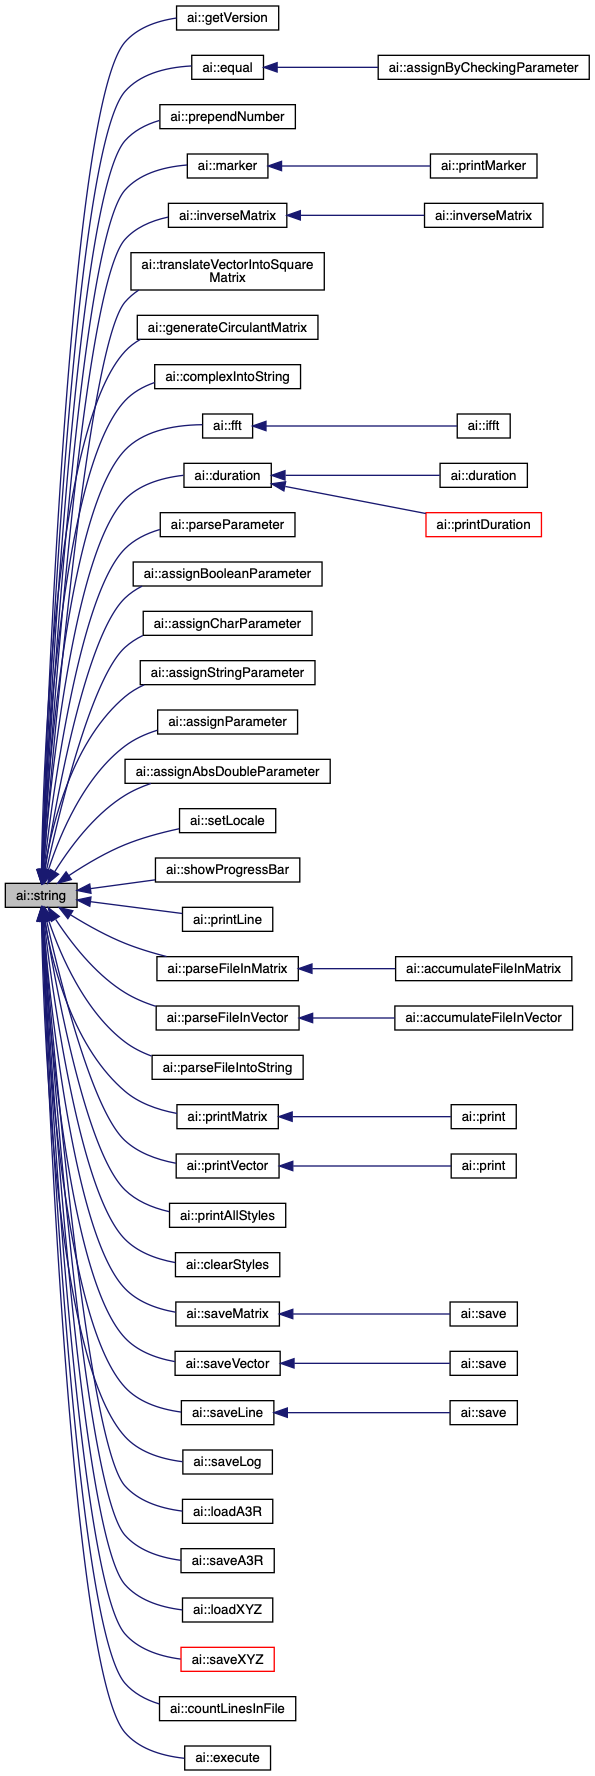 ai::getVersion
ai::equal
ai::assignByCheckingParameter
ai::prependNumber
ai::marker
ai::printMarker
ai::inverseMatrix
ai::inverseMatrix
ai::translateVectorIntoSquare
Matrix
ai::generateCirculantMatrix
ai::complexIntoString
ai::fft
ai::ifft
ai::duration
ai::duration
ai::printDuration
ai::parseParameter
ai::assignBooleanParameter
ai::assignCharParameter
ai::assignStringParameter
ai::assignParameter
ai::assignAbsDoubleParameter
ai::setLocale
ai::showProgressBar
ai::string
ai::printLine
ai::parseFileInMatrix
ai::accumulateFileInMatrix
ai::parseFileInVector
ai::accumulateFileInVector
ai::parseFileIntoString
ai::printMatrix
ai::print
ai::printVector
ai::print
ai::printAllStyles
ai::clearStyles
ai::saveMatrix
ai::save
ai::saveVector
ai::save
ai::saveLine
ai::save
ai::saveLog
ai::loadA3R
ai::saveA3R
ai::loadXYZ
ai::saveXYZ
ai::countLinesInFile
ai::execute